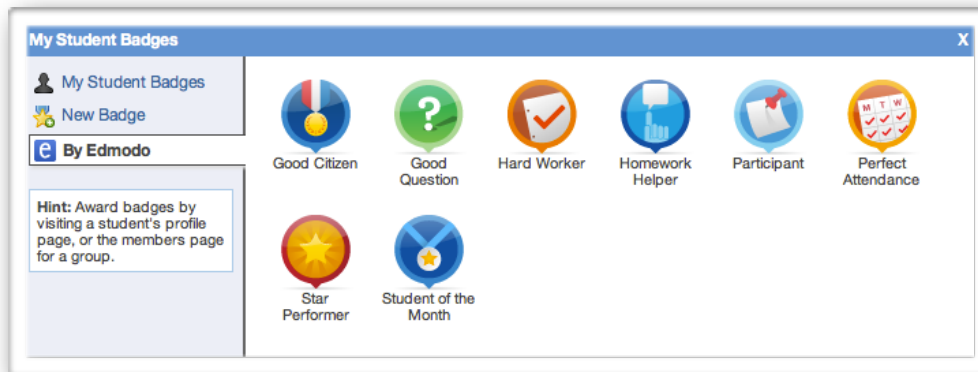 My Student Badges
X
My Student Badges
New Badge
e By Edmodo
Hint: Award badges by
visiting a student's profile
page, or the members page
for a group.
Good Citizen
Good
Question
Hard Worker
Homework
Helper
Participant
M T W
Perfect
Attendance
Star
Performer
Student of the
Month
?